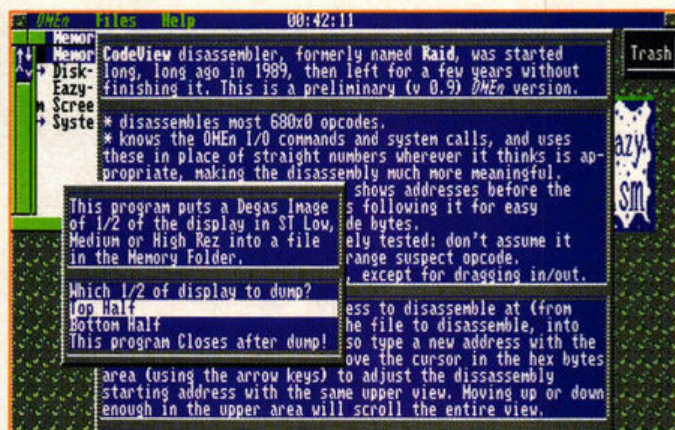 OMEn Files Help 00:42:11
Memor
Memor
Disk-
Eazy-
m Scree
Syste
Trash
CodeView disassembler, formerly named Raid, was started
long, long ago in 1989, then left for a few years without
finishing it. This is a preliminary (v 0.9) OMEn version.
* disassembles most 680x0 opcodes.
* knows the OMEn I/O commands and system calls, and uses
these in place of straight numbers wherever it thinks is ap-
propriate, making the disassembly much more meaningful.
shows addresses before the
s following it for easy
de bytes.
ely tested: don't assume it
range suspect opcode.
, except for dragging in/out.
This program puts a Degas Image
of 1/2 of the display in ST Low,
Medium or High Rez into a file
in the Memory Folder.
Which 1/2 of display to dump?
Top Half
Bottom Half
This program Closes after dump!
ess to disassemble at (from
he file to disassemble, into
so type a new address with the
ove the cursor in the hex bytes
area (using the arrow keys) to adjust the dissassembly
starting address with the same upper view. Moving up or down
enough in the upper area will scroll the entire view.
azy-
sm